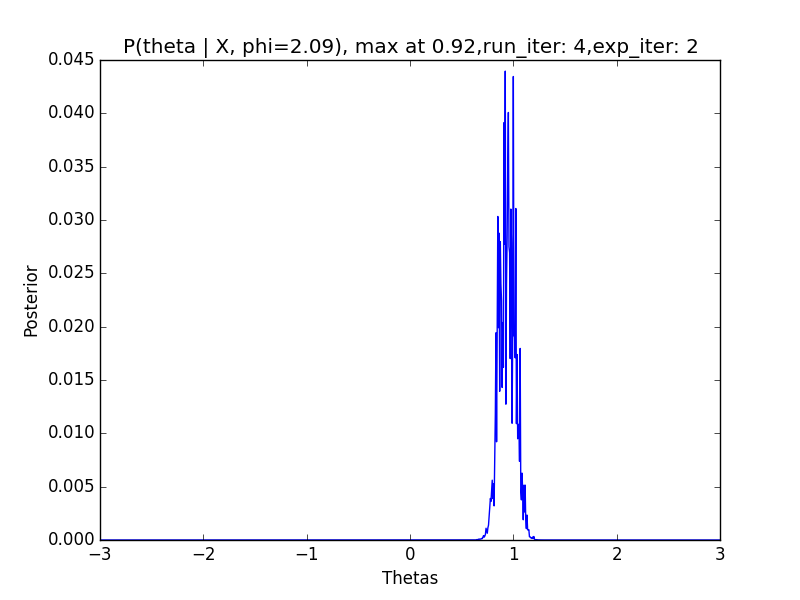 P(theta | X, phi=2.09), max at 0.92,run_iter: 4,exp_iter: 2
0.045
0.040
0.035
0.030
0.025
0.020
0.015
0.010
0.005
0.000
Posterior
−3 −2 −1 0 1 2 3
Thetas